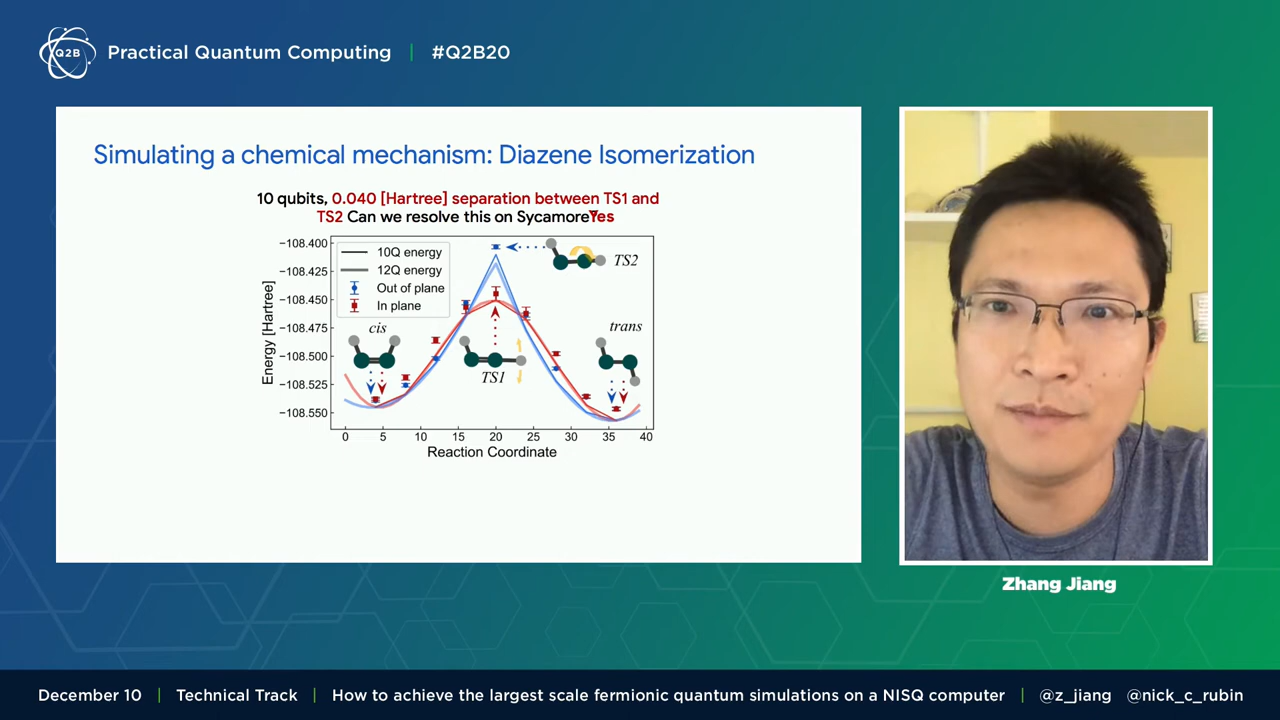 Q2B
Practical Quantum Computing | #Q2B20
Simulating a chemical mechanism: Diazene Isomerization
10 qubits, 0.040 [Hartree] separation between TS1 and
TS2 Can we resolve this on Sycamore?Yes
10Q energy
12Q energy
Out of plane
In plane
−108.400
−108.425
−108.450
−108.475
−108.500
−108.525
−108.550
Energy [Hartree]
cis
TS1
TS2
trans
0 5 10 15 20 25 30 35 40
Reaction Coordinate
Zhang Jiang
December 10 | Technical Track | How to achieve the largest scale fermionic quantum simulations on a NISQ computer | @z_jiang @nick_c_rubin